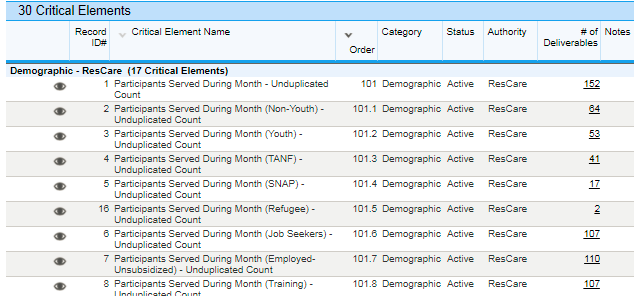 30 Critical Elements
Record ID# Critical Element Name Order Category Status Authority # of Deliverables Notes
Demographic - ResCare (17 Critical Elements)
1 Participants Served During Month - Unduplicated 101 Demographic Active ResCare 152
Count
2 Participants Served During Month (Non-Youth) - 101.1 Demographic Active ResCare 64
Unduplicated Count
3 Participants Served During Month (Youth) - 101.2 Demographic Active ResCare 53
Unduplicated Count
4 Participants Served During Month (TANF) - 101.3 Demographic Active ResCare 41
Unduplicated Count
5 Participants Served During Month (SNAP) - 101.4 Demographic Active ResCare 17
Unduplicated Count
16 Participants Served During Month (Refugee) - 101.5 Demographic Active ResCare 2
Unduplicated Count
6 Participants Served During Month (Job Seekers) - 101.6 Demographic Active ResCare 107
Unduplicated Count
7 Participants Served During Month (Employed- 101.7 Demographic Active ResCare 110
Unsubsidized) - Unduplicated Count
8 Participants Served During Month (Training) - 101.8 Demographic Active ResCare 107
Unduplicated Count